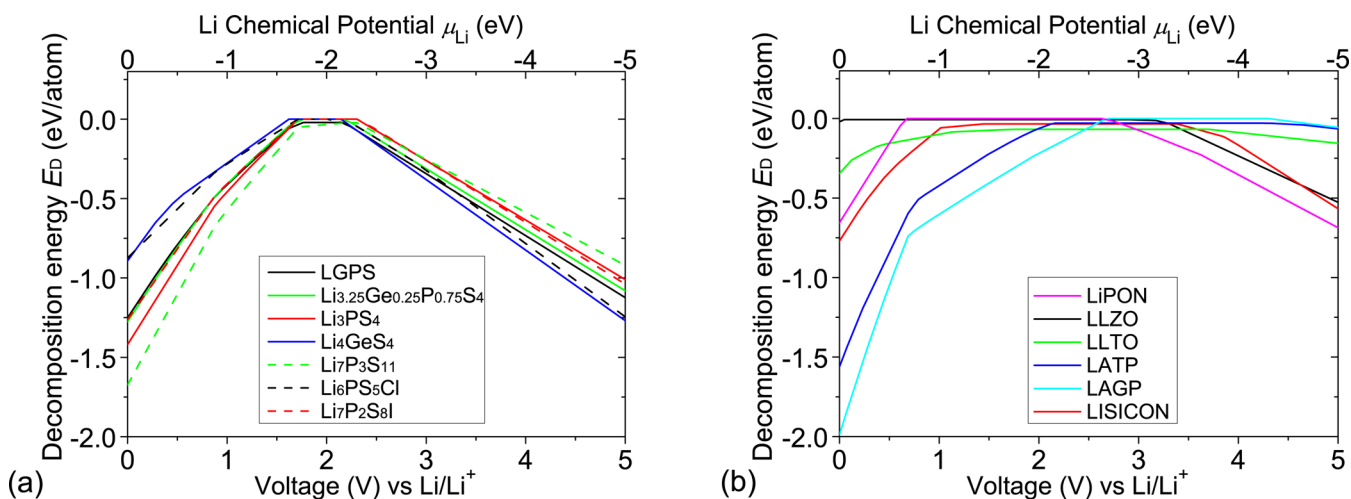 Li Chemical Potential μLi (eV)
0 -1 -2 -3 -4 -5
Decomposition energy ED (eV/atom)
0.0
-0.5
-1.0
-1.5
-2.0
LGPS
Li3.25Ge0.25P0.75S4
Li3PS4
Li4GeS4
Li7P3S11
Li6PS5Cl
Li7P2S8I
0 1 2 3 4 5
Voltage (V) vs Li/Li+
(a)
Li Chemical Potential μLi (eV)
0 -1 -2 -3 -4 -5
Decomposition energy ED (eV/atom)
0.0
-0.5
-1.0
-1.5
-2.0
LiPON
LLZO
LLTO
LATP
LAGP
LISICON
0 1 2 3 4 5
Voltage (V) vs Li/Li+
(b)